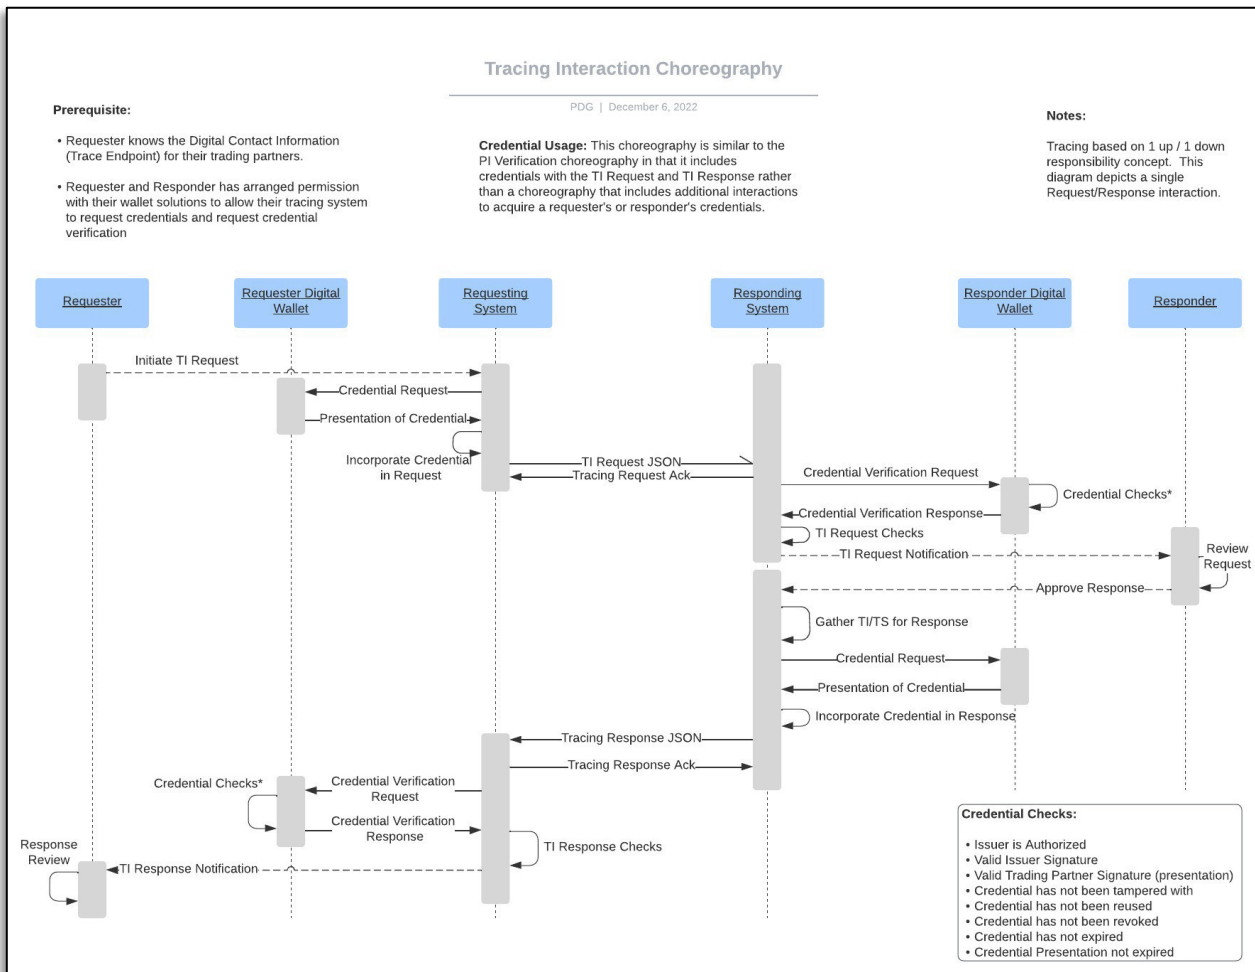 Tracing Interaction Choreography
PDG | December 6, 2022
Prerequisite:
• Requester knows the Digital Contact Information
(Trace Endpoint) for their trading partners.
• Requester and Responder has arranged permission
with their wallet solutions to allow their tracing system
to request credentials and request credential
verification
Credential Usage: This choreography is similar to the
PI Verification choreography in that it includes
credentials with the TI Request and TI Response rather
than a choreography that includes additional interactions
to acquire a requester's or responder's credentials.
Notes:
Tracing based on 1 up / 1 down
responsibility concept. This
diagram depicts a single
Request/Response interaction.
Requester
Requester Digital
Wallet
Requesting
System
Responding
System
Responder Digital
Wallet
Responder
Initiate TI Request
Credential Request
Presentation of Credential
Incorporate Credential
in Request
TI Request JSON
Tracing Request Ack
Credential Verification Request
Credential Checks*
Credential Verification Response
TI Request Checks
TI Request Notification
Review
Request
Approve Response
Gather TI/TS for Response
Credential Request
Presentation of Credential
Incorporate Credential in Response
Tracing Response JSON
Tracing Response Ack
Credential Verification
Request
Credential Checks*
Credential Verification
Response
TI Response Checks
Response
Review
TI Response Notification
Credential Checks:
• Issuer is Authorized
• Valid Issuer Signature
• Valid Trading Partner Signature (presentation)
• Credential has not been tampered with
• Credential has not been reused
• Credential has not been revoked
• Credential has not expired
• Credential Presentation not expired